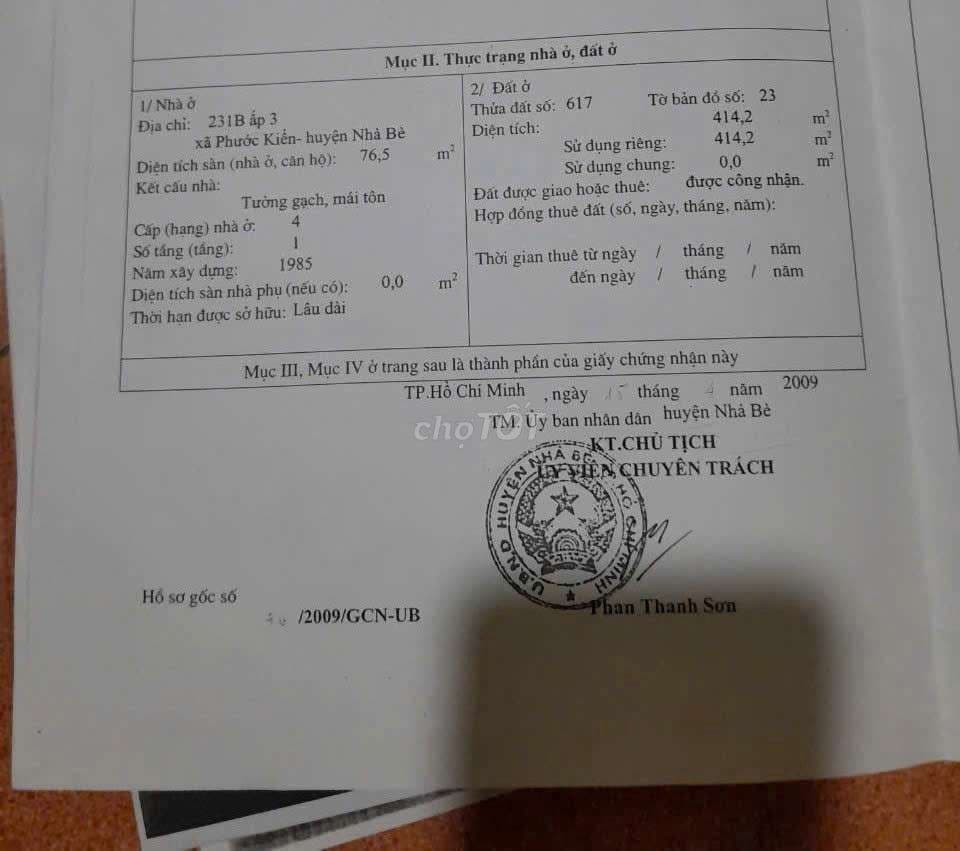 Mục II. Thực trạng nhà ở, đất ở
1/ Nhà ở
Địa chỉ: 231B ấp 3
xã Phước Kiển- huyện Nhà Bè
Diện tích sàn (nhà ở, căn hộ): 76,5 m²
Kết cấu nhà:
Tường gạch, mái tôn
Cấp (hạng) nhà ở: 4
Số tầng (tầng): 1
Năm xây dựng: 1985
Diện tích sàn nhà phụ (nếu có): 0,0 m²
Thời hạn được sở hữu: Lâu dài
2/ Đất ở
Thửa đất số: 617 Tờ bản đồ số: 23
Diện tích: 414,2 m²
Sử dụng riêng: 414,2 m²
Sử dụng chung: 0,0 m²
Đất được giao hoặc thuê: được công nhận.
Hợp đồng thuê đất (số, ngày, tháng, năm):
Thời gian thuê từ ngày / tháng / năm
đến ngày / tháng / năm
Mục III, Mục IV ở trang sau là thành phần của giấy chứng nhận này
TP.Hồ Chí Minh , ngày tháng năm 2009
TM. Ủy ban nhân dân huyện Nhà Bè
chợTỐT
KT.CHỦ TỊCH
ỦY VIÊN CHUYÊN TRÁCH
U.B.N.D HUYỆN NHÀ BÈ HỒ CHÍ MINH
Phan Thanh Sơn
Hồ sơ gốc số
/2009/GCN-UB